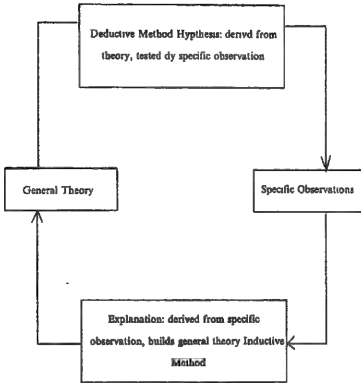 Deductive Method Hypthesis: derivd from
theory, tested dy specific observation
General Theory
Specific Observations
Explanation: derived from specific
observation, builds general theory Inductive
Method